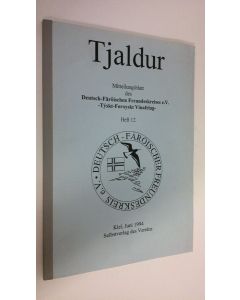 Tjaldur
Mitteilungsblatt
des
Deutsch-Färöischen Freundeskreises e.V.
-Týskt-Føroyskt Vinafelag-
Heft 12
DEUTSCH-FÄRÖISCHER
FREUNDESKREIS e.V.
Kiel, Juni 1994
Selbstverlag des Vereins